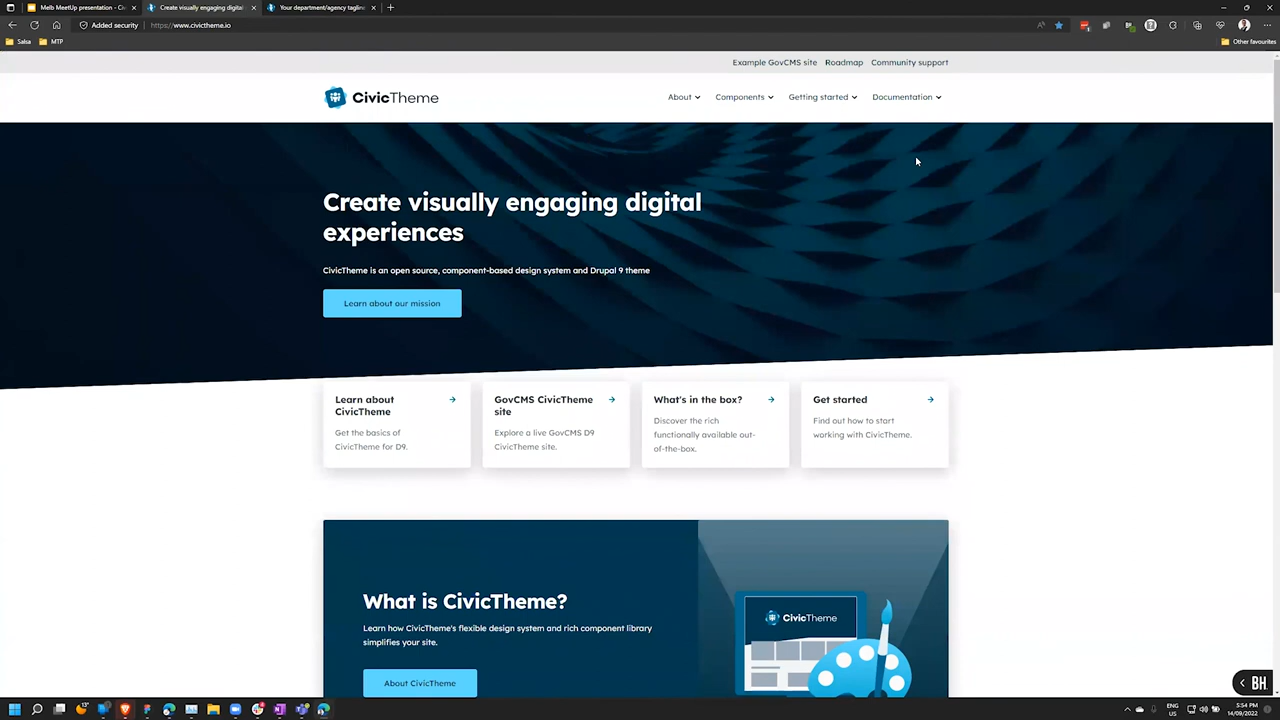 Melb MeetUp presentation - Civic
Create visually engaging digital
Your department/agency tagline
Added security
https://www.civictheme.io
Salsa
MTP
Other favourites
Example GovCMS site
Roadmap
Community support
CivicTheme
About
Components
Getting started
Documentation
Create visually engaging digital
experiences
CivicTheme is an open source, component-based design system and Drupal 9 theme
Learn about our mission
Learn about
CivicTheme
Get the basics of
CivicTheme for D9.
GovCMS CivicTheme
site
Explore a live GovCMS D9
CivicTheme site.
What's in the box?
Discover the rich
functionally available out-
of-the-box.
Get started
Find out how to start
working with CivicTheme.
What is CivicTheme?
Learn how CivicTheme's flexible design system and rich component library
simplifies your site.
About CivicTheme
CivicTheme
BH
ENG
US
5:54 PM
14/09/2022